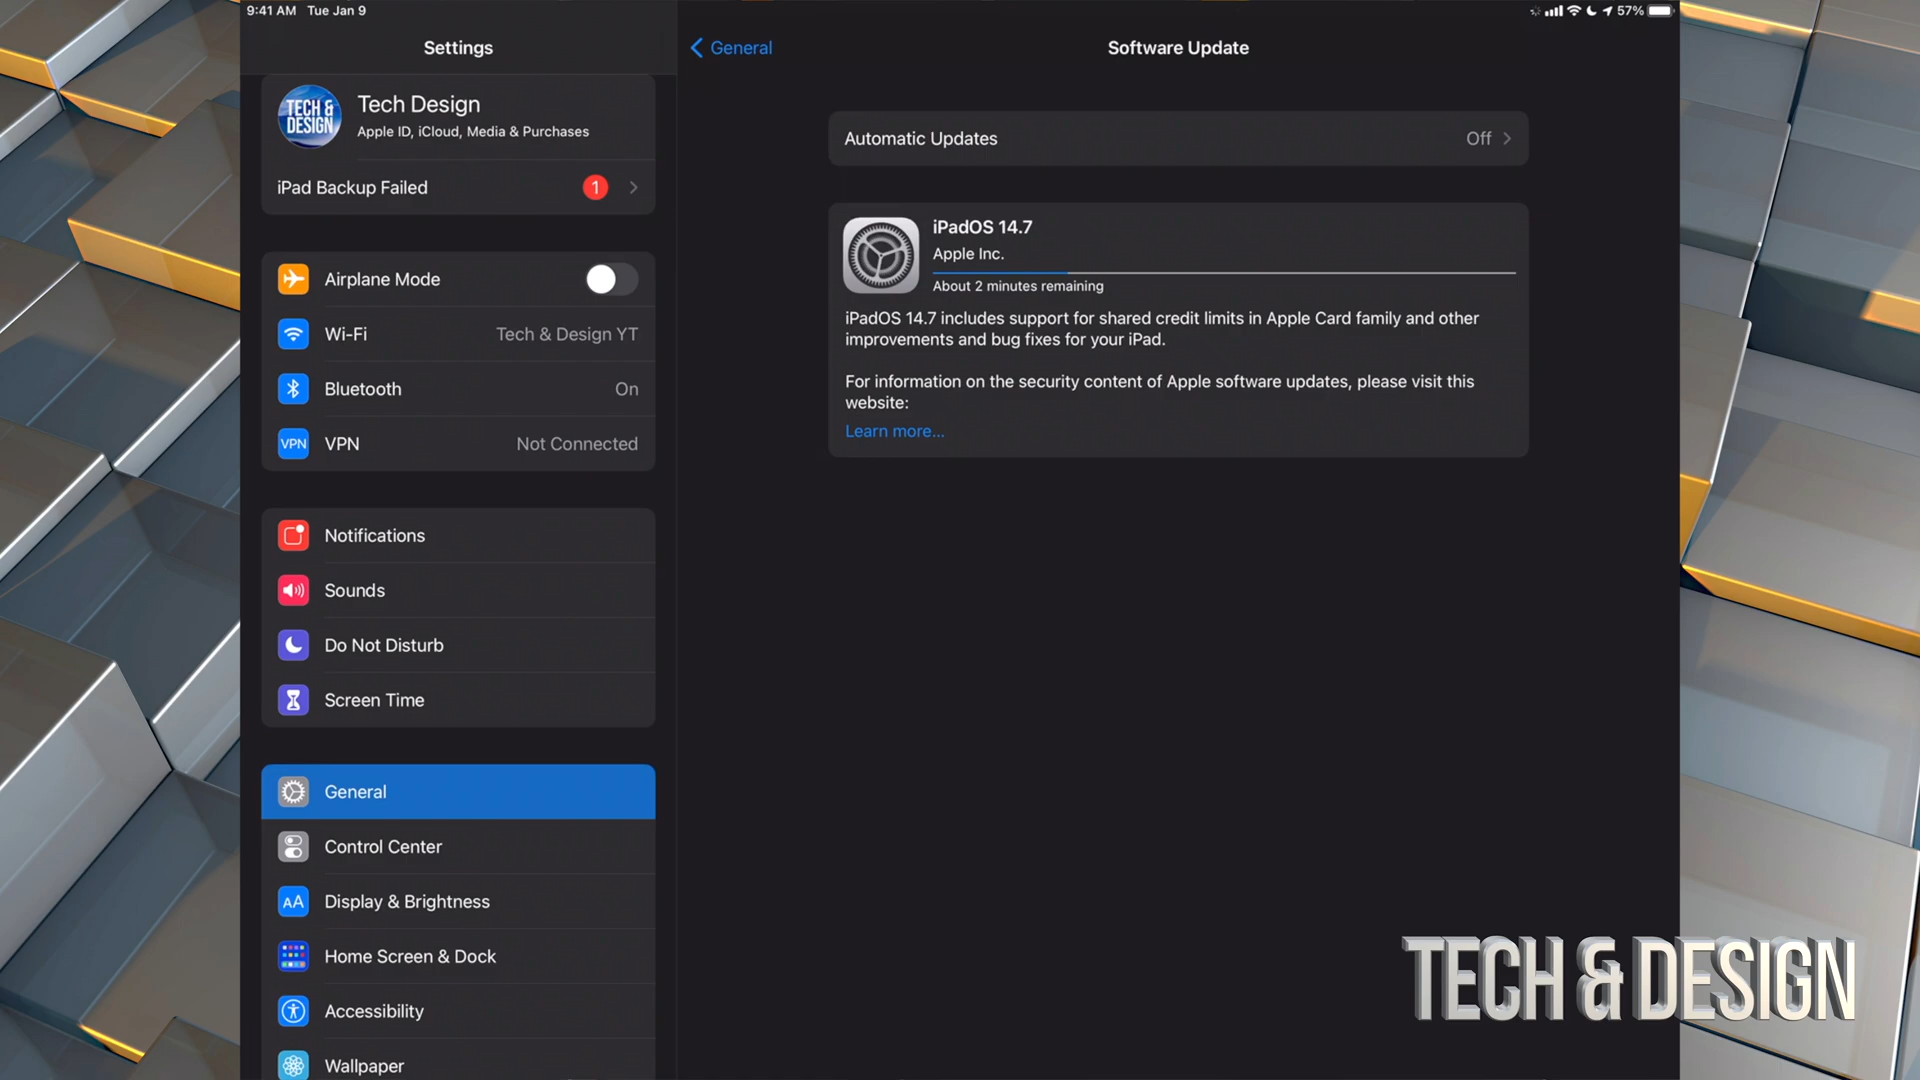 9:41 AM Tue Jan 9
57%
Settings
General
Software Update
TECH &
DESIGN
Tech Design
Apple ID, iCloud, Media & Purchases
iPad Backup Failed
1
Airplane Mode
Wi-Fi
Tech & Design YT
Bluetooth
On
VPN
VPN
Not Connected
Notifications
Sounds
Do Not Disturb
Screen Time
General
Control Center
AA
Display & Brightness
Home Screen & Dock
Accessibility
Wallpaper
Automatic Updates
Off
iPadOS 14.7
Apple Inc.
About 2 minutes remaining
iPadOS 14.7 includes support for shared credit limits in Apple Card family and other
improvements and bug fixes for your iPad.
For information on the security content of Apple software updates, please visit this
website:
Learn more...
TECH & DESIGN